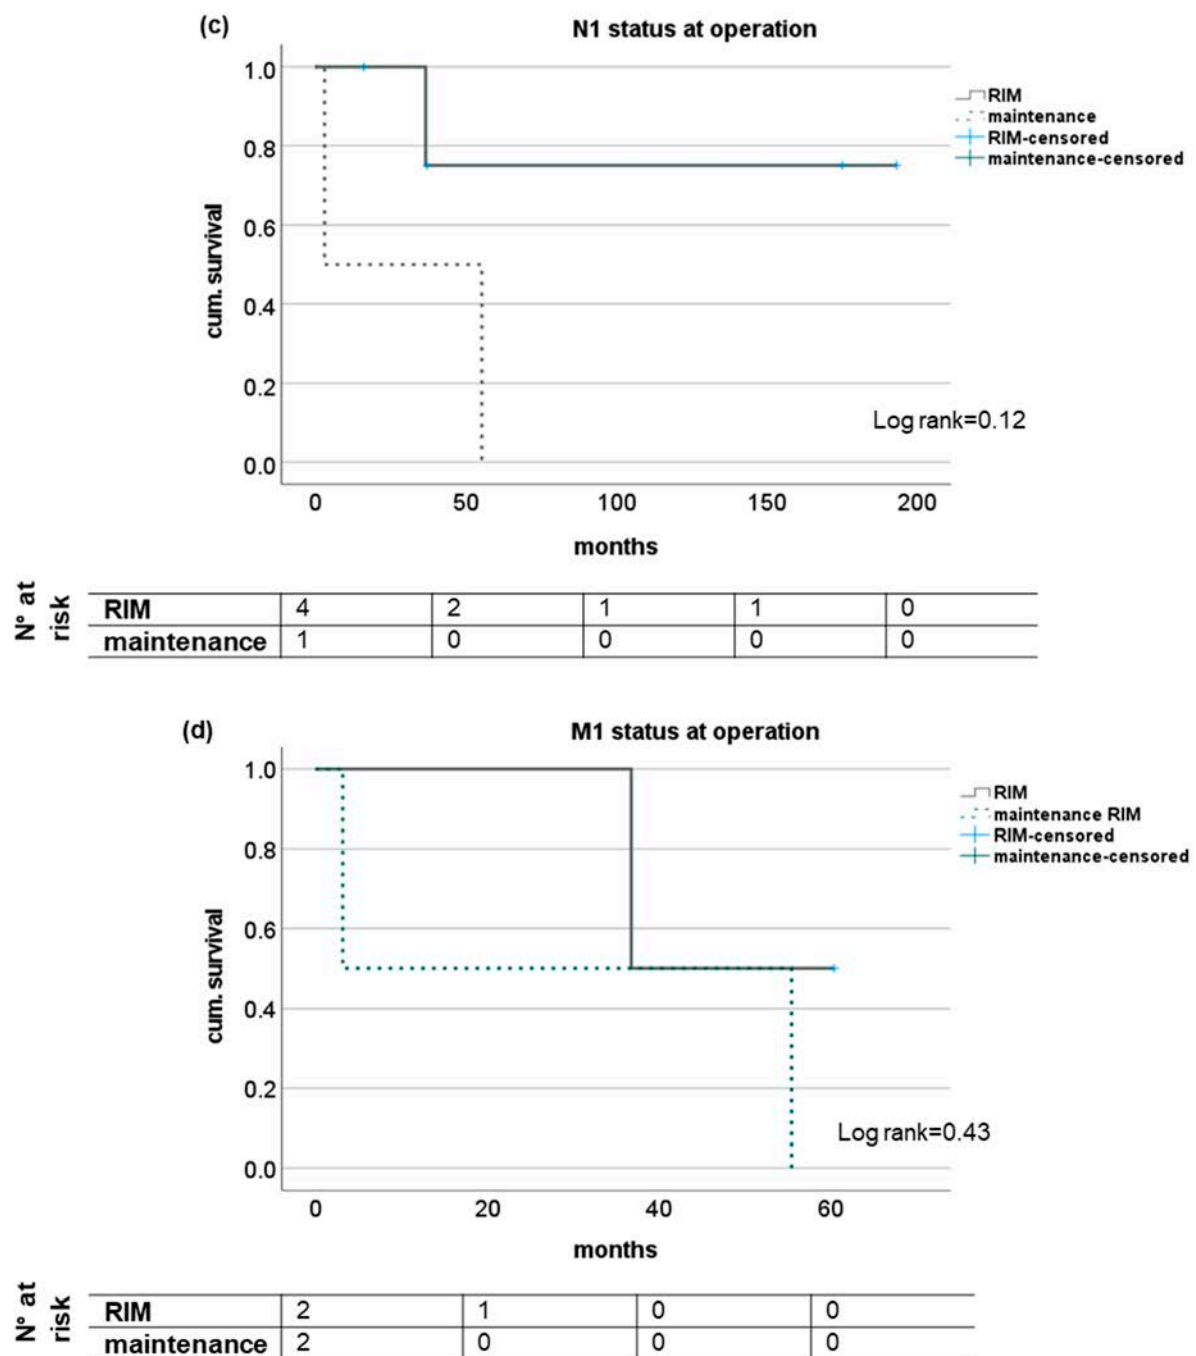 (c)
N1 status at operation
1.0
0.8
0.6
0.4
0.2
0.0
cum. survival
RIM
maintenance
RIM-censored
maintenance-censored
Log rank=0.12
0 50 100 150 200
months
N° at risk
RIM 4 2 1 1 0
maintenance 1 0 0 0 0
(d)
M1 status at operation
1.0
0.8
0.6
0.4
0.2
0.0
cum. survival
RIM
maintenance RIM
RIM-censored
maintenance-censored
Log rank=0.43
0 20 40 60
months
N° at risk
RIM 2 1 0 0
maintenance 2 0 0 0